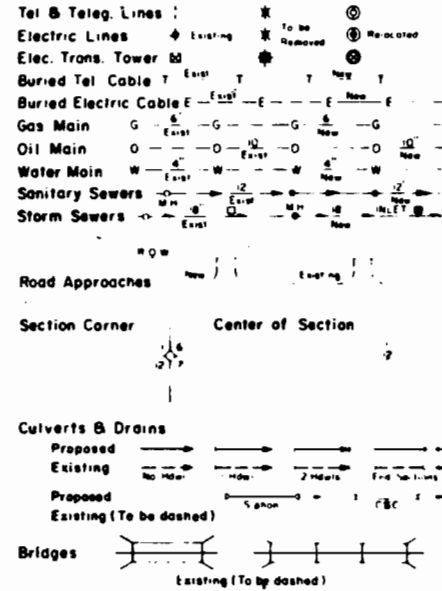 Tel & Teleg. Lines To be
Electric Lines Existing Removed Relocated
Elec. Trans. Tower
Buried Tel Cable T Exist T T New T
Buried Electric Cable E Exist E E New E
Gas Main G 6" Exist G G 6" New G
Oil Main O O 10" Exist O O 10" New
Water Main W 4" Exist W W 4" New W
Sanitary Sewers M.H 12 Exist 12" New
Storm Sewers 18" Exist M.H 18 New INLET
R O W
Road Approaches New Existing
Section Corner Center of Section
1 6
12 7
Culverts & Drains
Proposed
Existing No Hdwl Hdwl 2 Hdwls End Sections
Proposed Siphon CBC
Existing (To be dashed)
Bridges
Existing (To be dashed)